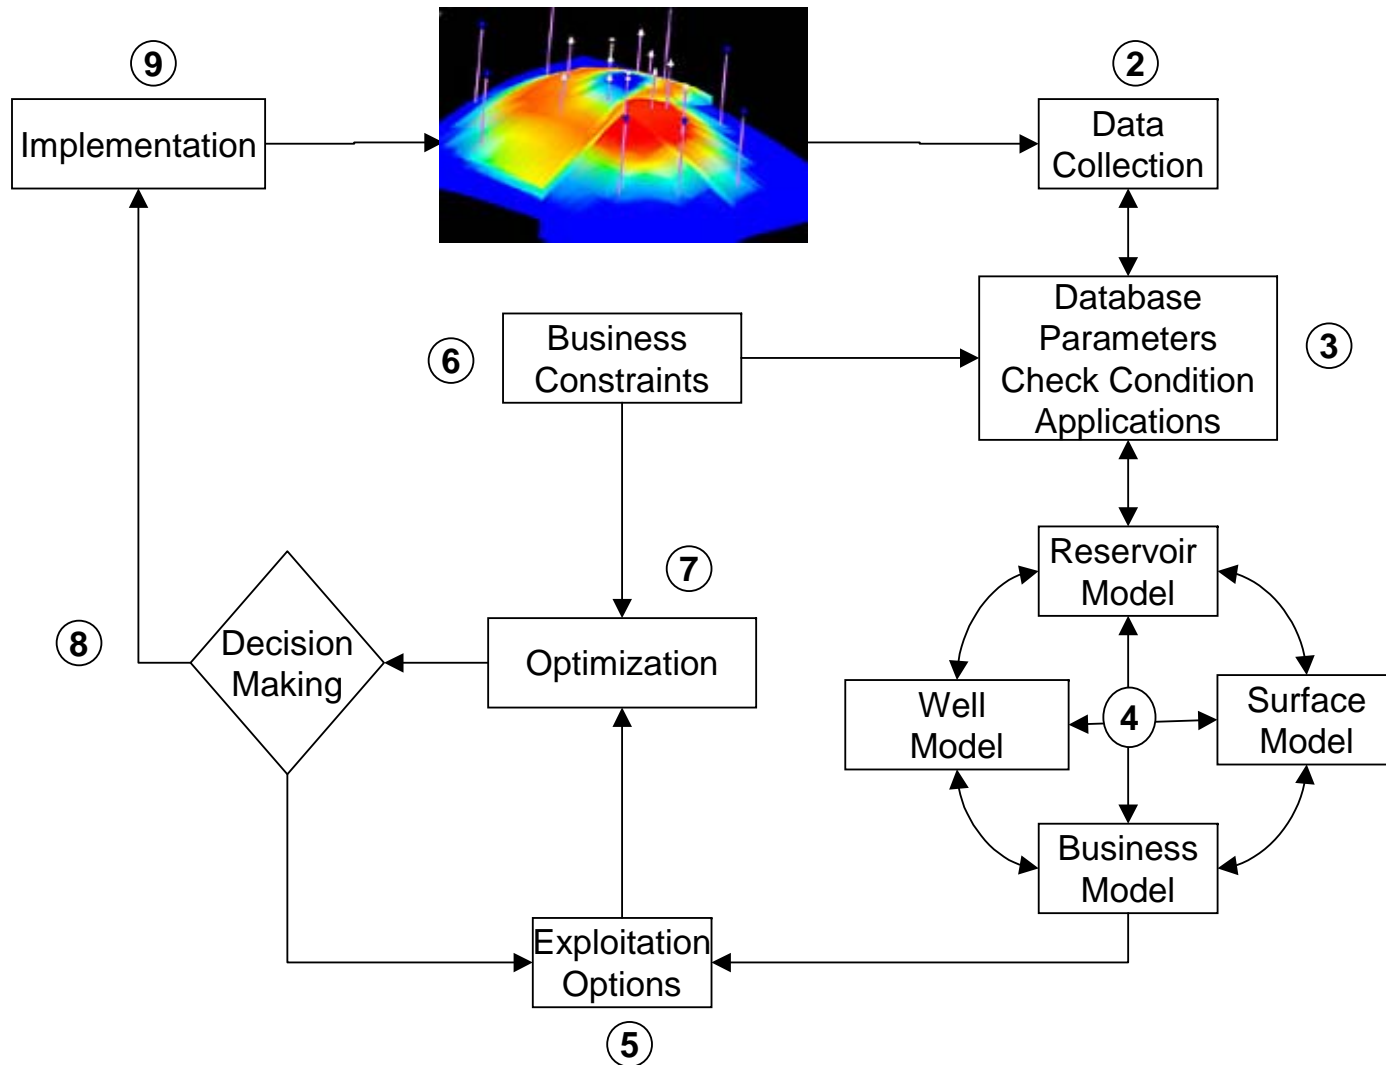 9
Implementation
2
Data
Collection
Database
Parameters
Check Condition
Applications
3
Business
Constraints
6
7
Reservoir
Model
8
Decision
Making
Optimization
Well
Model
4
Surface
Model
Business
Model
Exploitation
Options
5